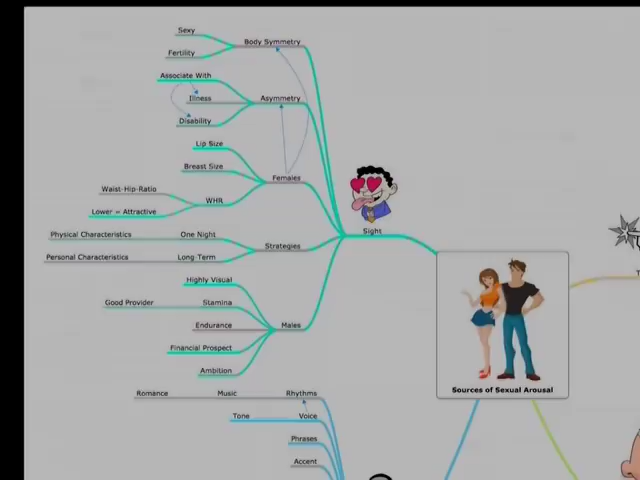 Sexy
Body Symmetry
Fertility
Associate With
Illness
Asymmetry
Disability
Lip Size
Breast Size
Females
Waist-Hip-Ratio
WHR
Lower = Attractive
Sight
Physical Characteristics
One Night
Strategies
Personal Characteristics
Long Term
Highly Visual
Good Provider
Stamina
Endurance
Males
Financial Prospect
Ambition
Sources of Sexual Arousal
Romance
Music
Rhythms
Tone
Voice
Phrases
Accent